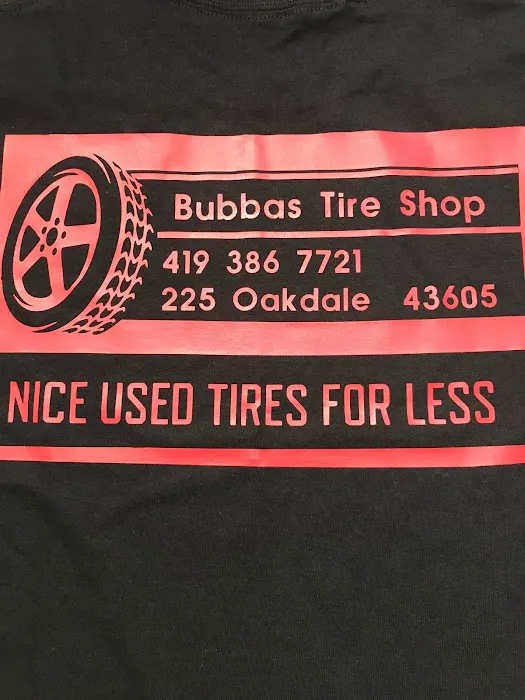 Bubbas Tire Shop
419 386 7721
225 Oakdale 43605
NICE USED TIRES FOR LESS